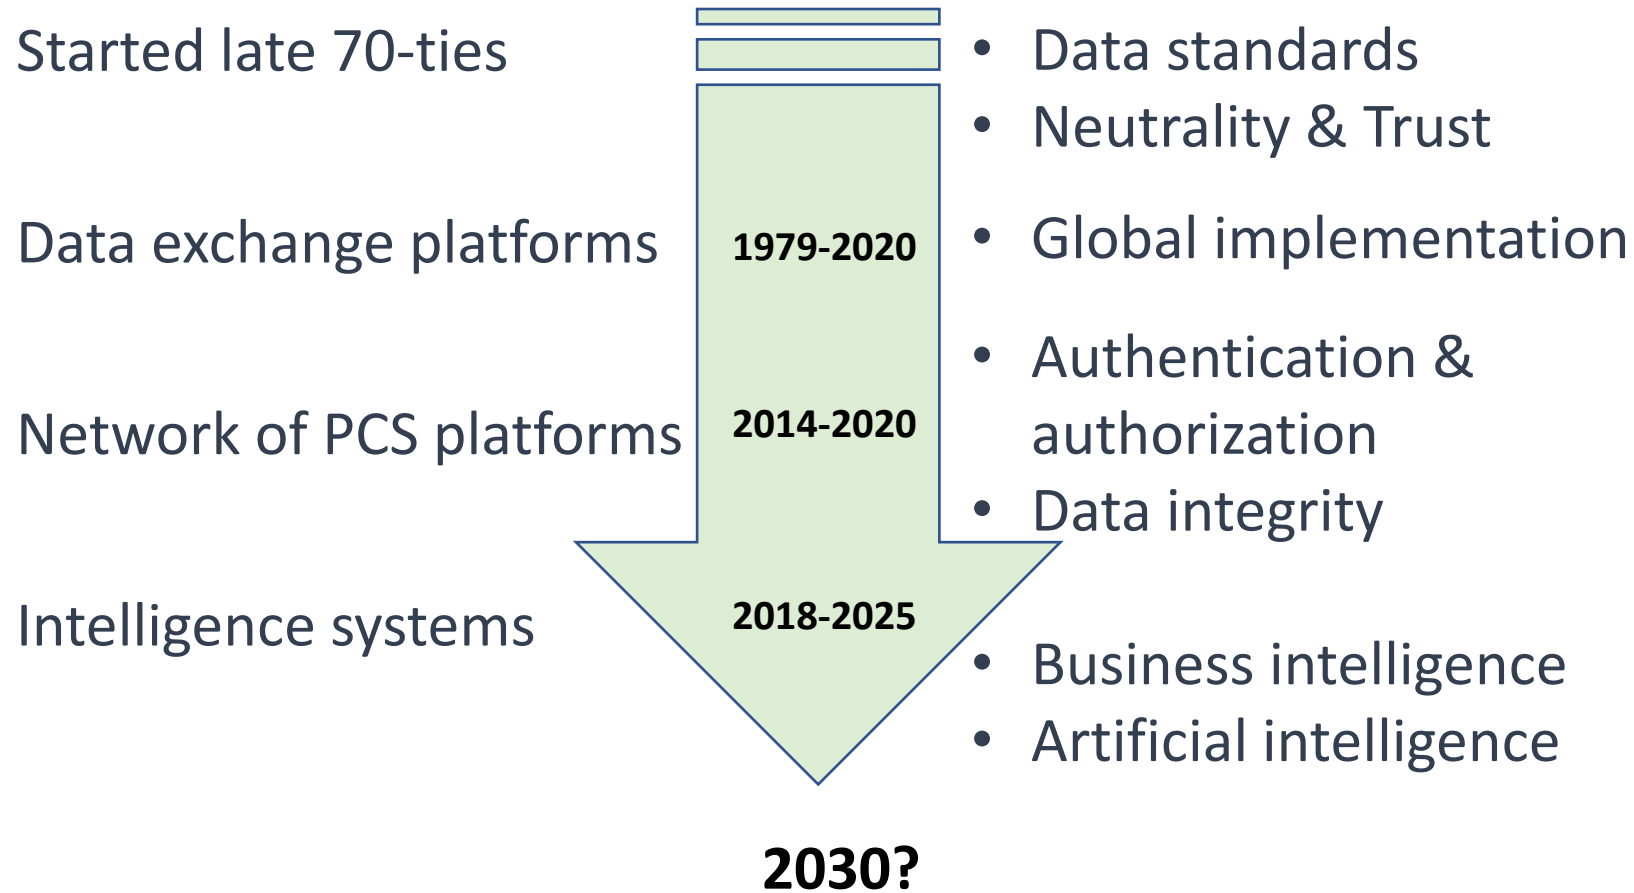 Started late 70-ties
• Data standards
• Neutrality & Trust
Data exchange platforms
1979-2020
• Global implementation
Network of PCS platforms
2014-2020
• Authentication &
authorization
• Data integrity
Intelligence systems
2018-2025
• Business intelligence
• Artificial intelligence
2030?